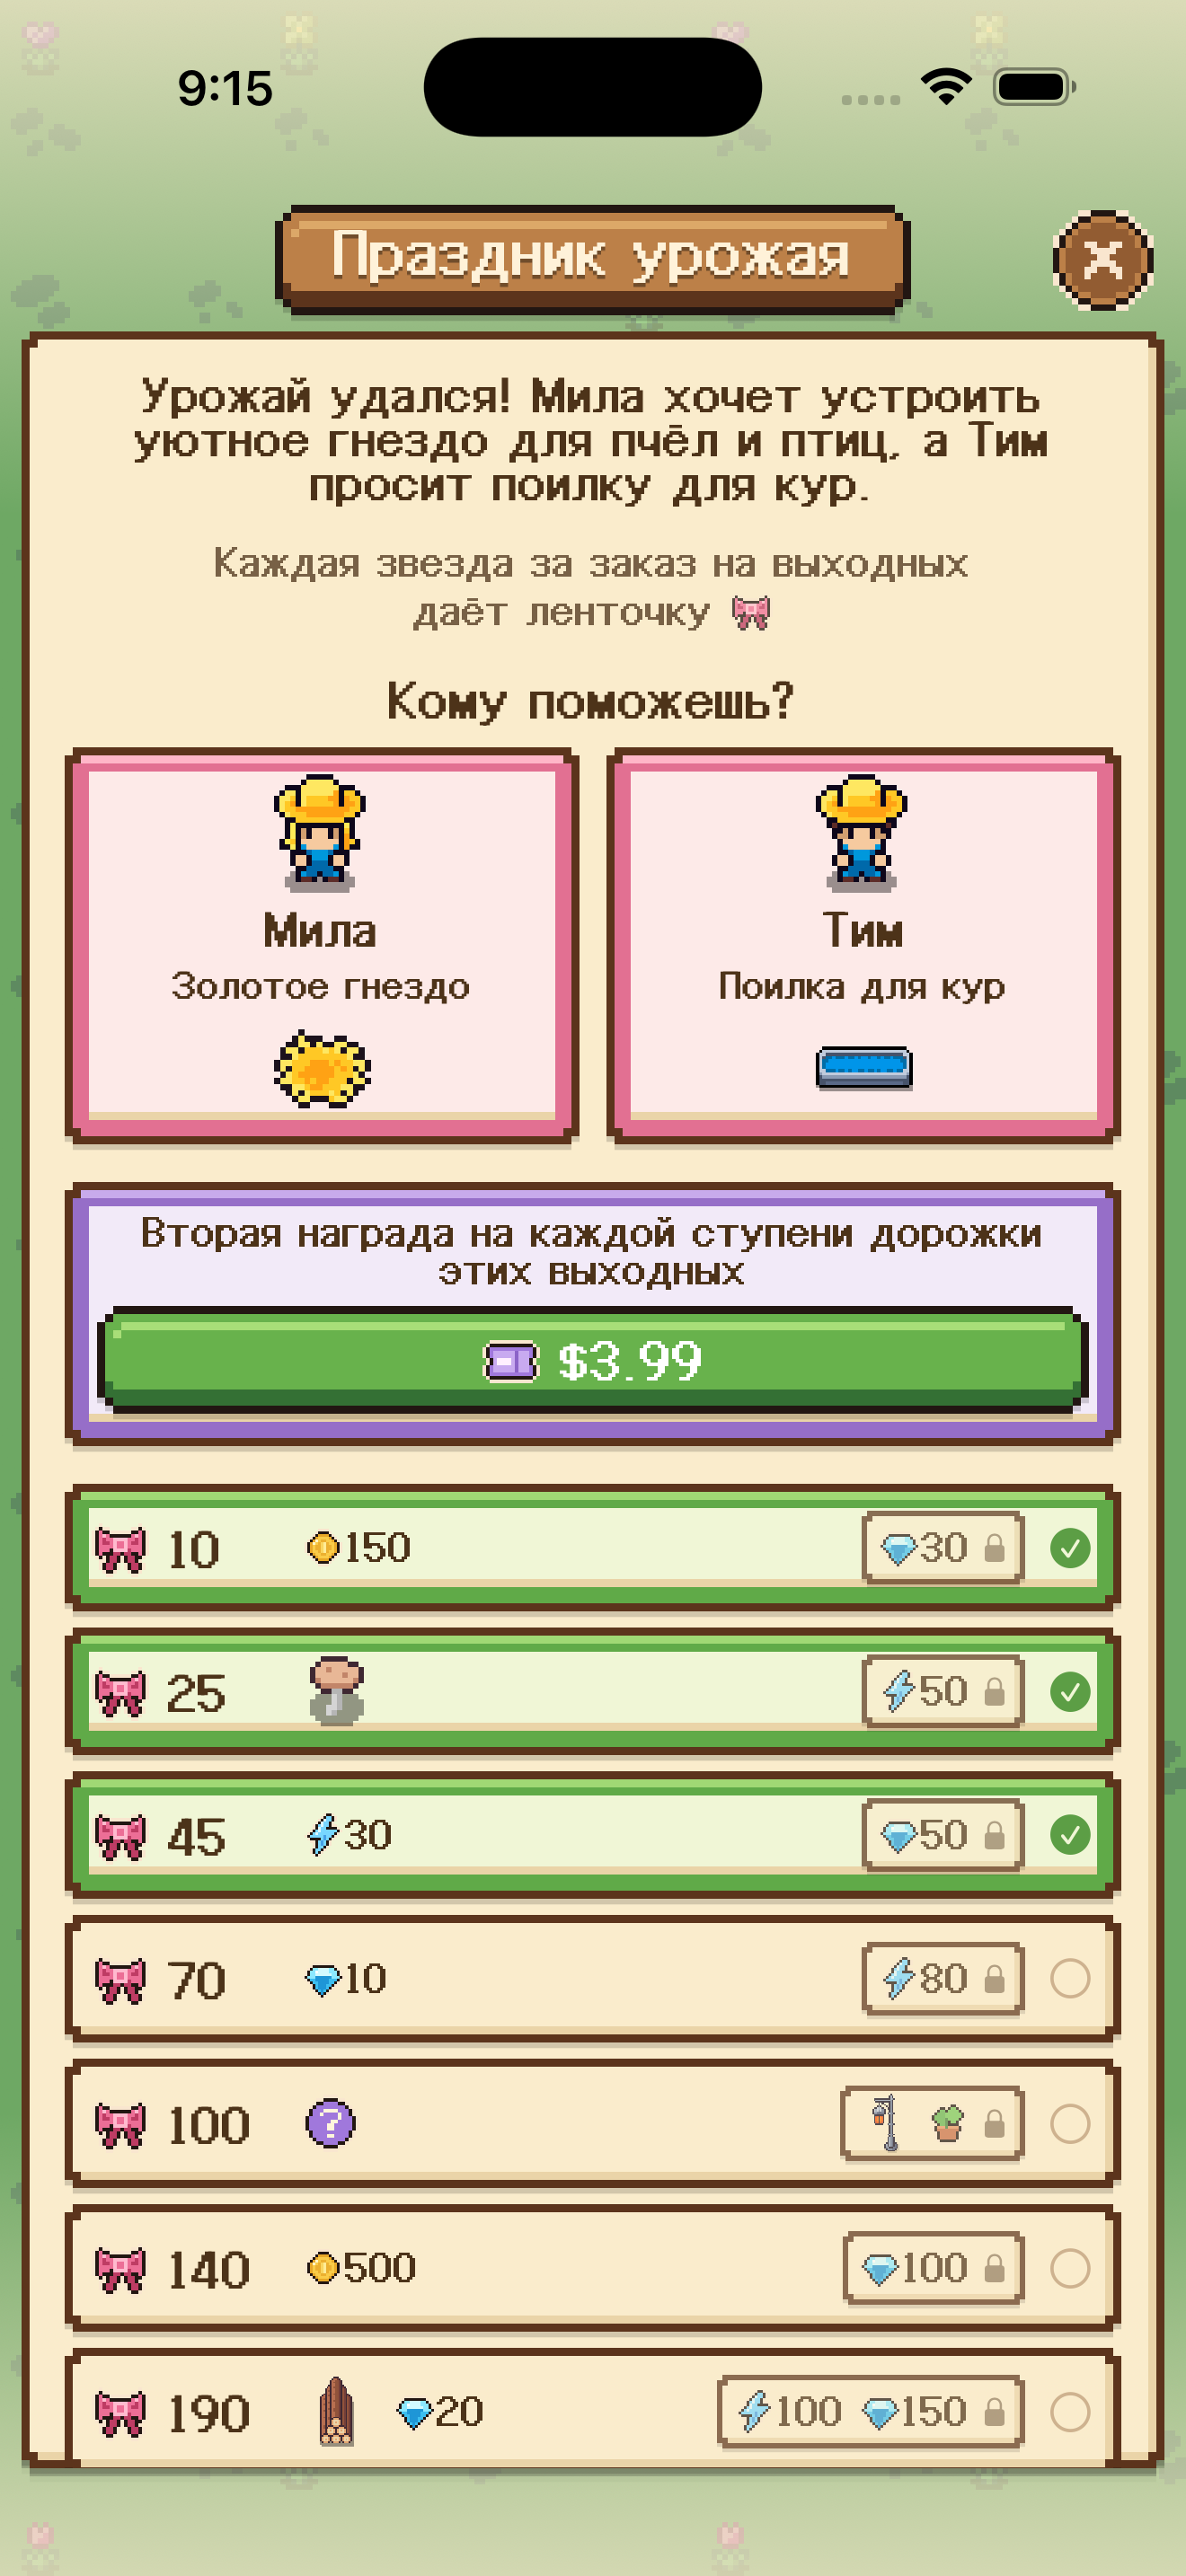 9:15
Праздник урожая
Урожай удался! Мила хочет устроить
уютное гнездо для пчёл и птиц, а Тим
просит поилку для кур.
Каждая звезда за заказ на выходных
даёт ленточку
Кому поможешь?
Мила
Золотое гнездо
Тим
Поилка для кур
Вторая награда на каждой ступени дорожки
этих выходных
$3.99
10 150 30
25 50
45 30 50
70 10 80
100 ?
140 500 100
190 20 100 150